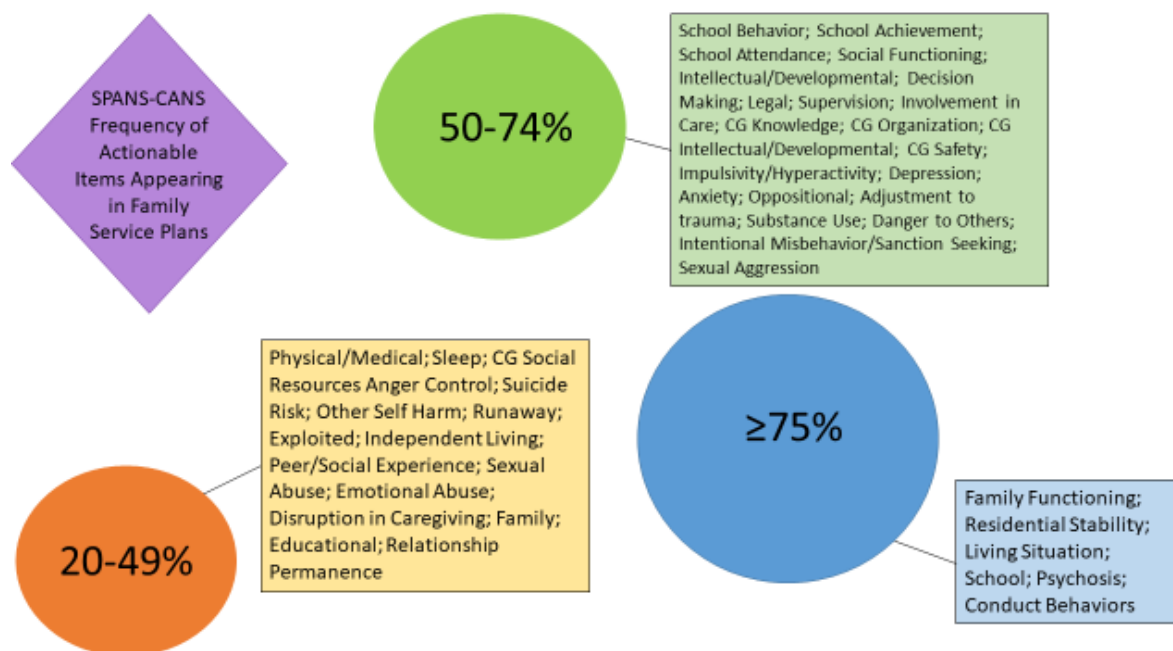 SPANS-CANS
Frequency of
Actionable
Items Appearing
in Family
Service Plans
50-74%
School Behavior; School Achievement;
School Attendance; Social Functioning;
Intellectual/Developmental; Decision
Making; Legal; Supervision; Involvement in
Care; CG Knowledge; CG Organization; CG
Intellectual/Developmental; CG Safety;
Impulsivity/Hyperactivity; Depression;
Anxiety; Oppositional; Adjustment to
trauma; Substance Use; Danger to Others;
Intentional Misbehavior/Sanction Seeking;
Sexual Aggression
Physical/Medical; Sleep; CG Social
Resources Anger Control; Suicide
Risk; Other Self Harm; Runaway;
Exploited; Independent Living;
Peer/Social Experience; Sexual
Abuse; Emotional Abuse;
Disruption in Caregiving; Family;
Educational; Relationship
Permanence
20-49%
≥75%
Family Functioning;
Residential Stability;
Living Situation;
School; Psychosis;
Conduct Behaviors